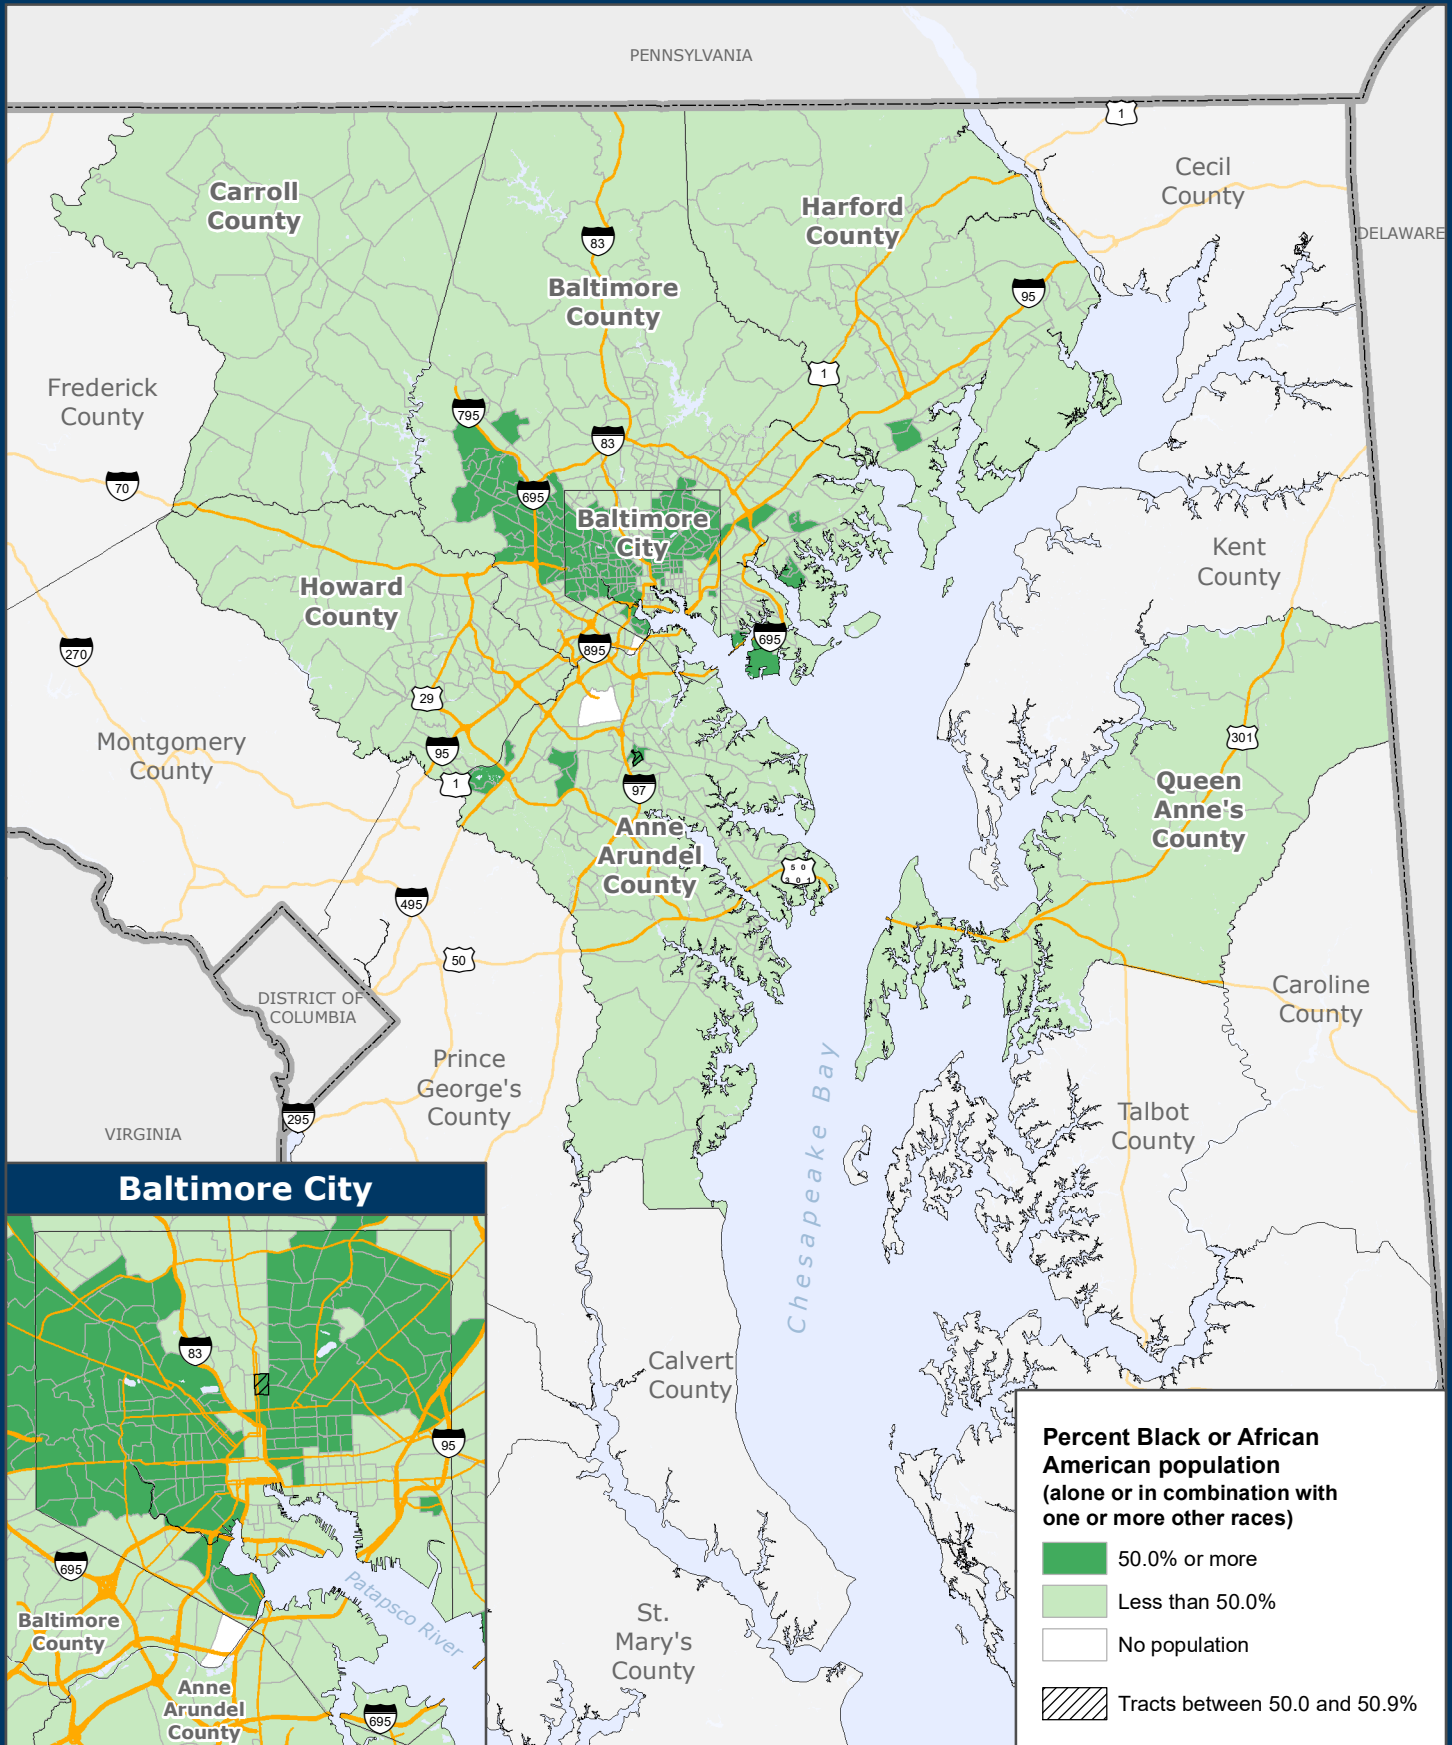 PENNSYLVANIA
1
Cecil
County
DELAWARE
Carroll
County
Harford
County
83
Baltimore
County
95
1
Frederick
County
795
83
70
695
Baltimore
City
Kent
County
Howard
County
270
895
695
29
301
Montgomery
County
95
1
97
Queen
Anne's
County
Anne
Arundel
County
50
301
495
50
DISTRICT OF
COLUMBIA
Caroline
County
Prince
George's
County
Chesapeake Bay
Talbot
County
295
VIRGINIA
Calvert
County
St.
Mary's
County
Baltimore City
83
95
695
Patapsco River
Baltimore
County
Anne
Arundel
County
695
Percent Black or African
American population
(alone or in combination with
one or more other races)
50.0% or more
Less than 50.0%
No population
Tracts between 50.0 and 50.9%